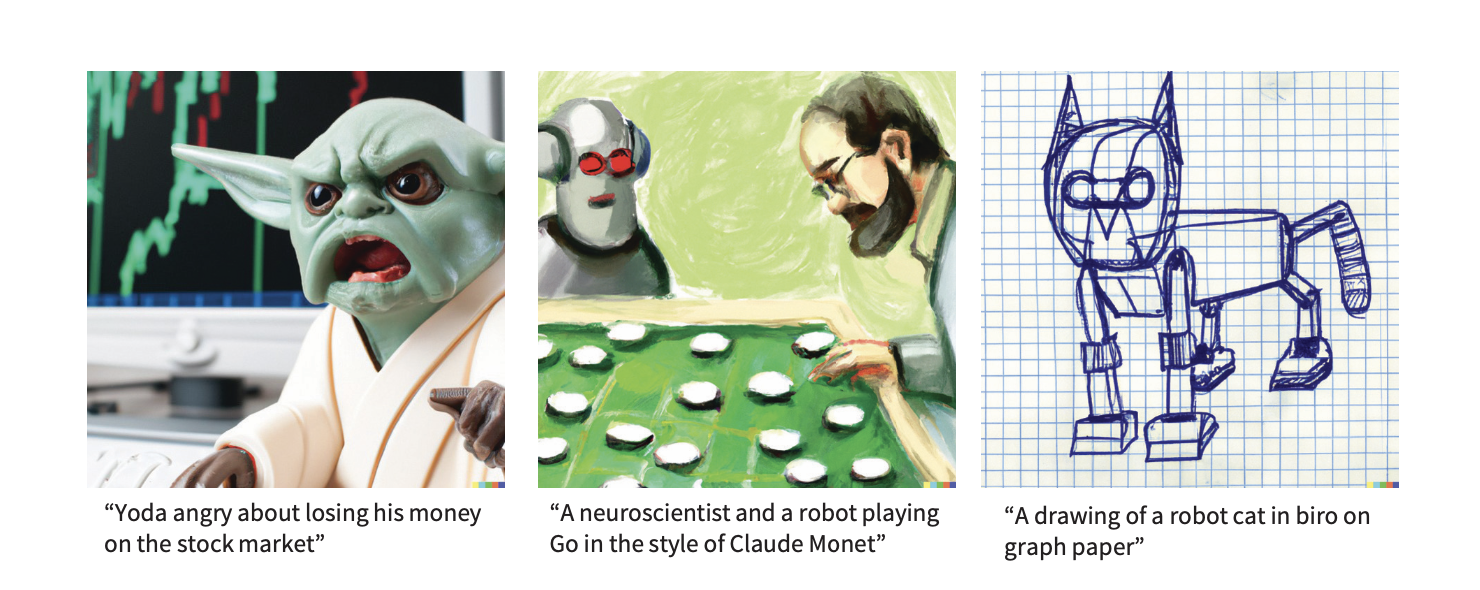 “Yoda angry about losing his money
on the stock market”
“A neuroscientist and a robot playing
Go in the style of Claude Monet”
“A drawing of a robot cat in biro on
graph paper”